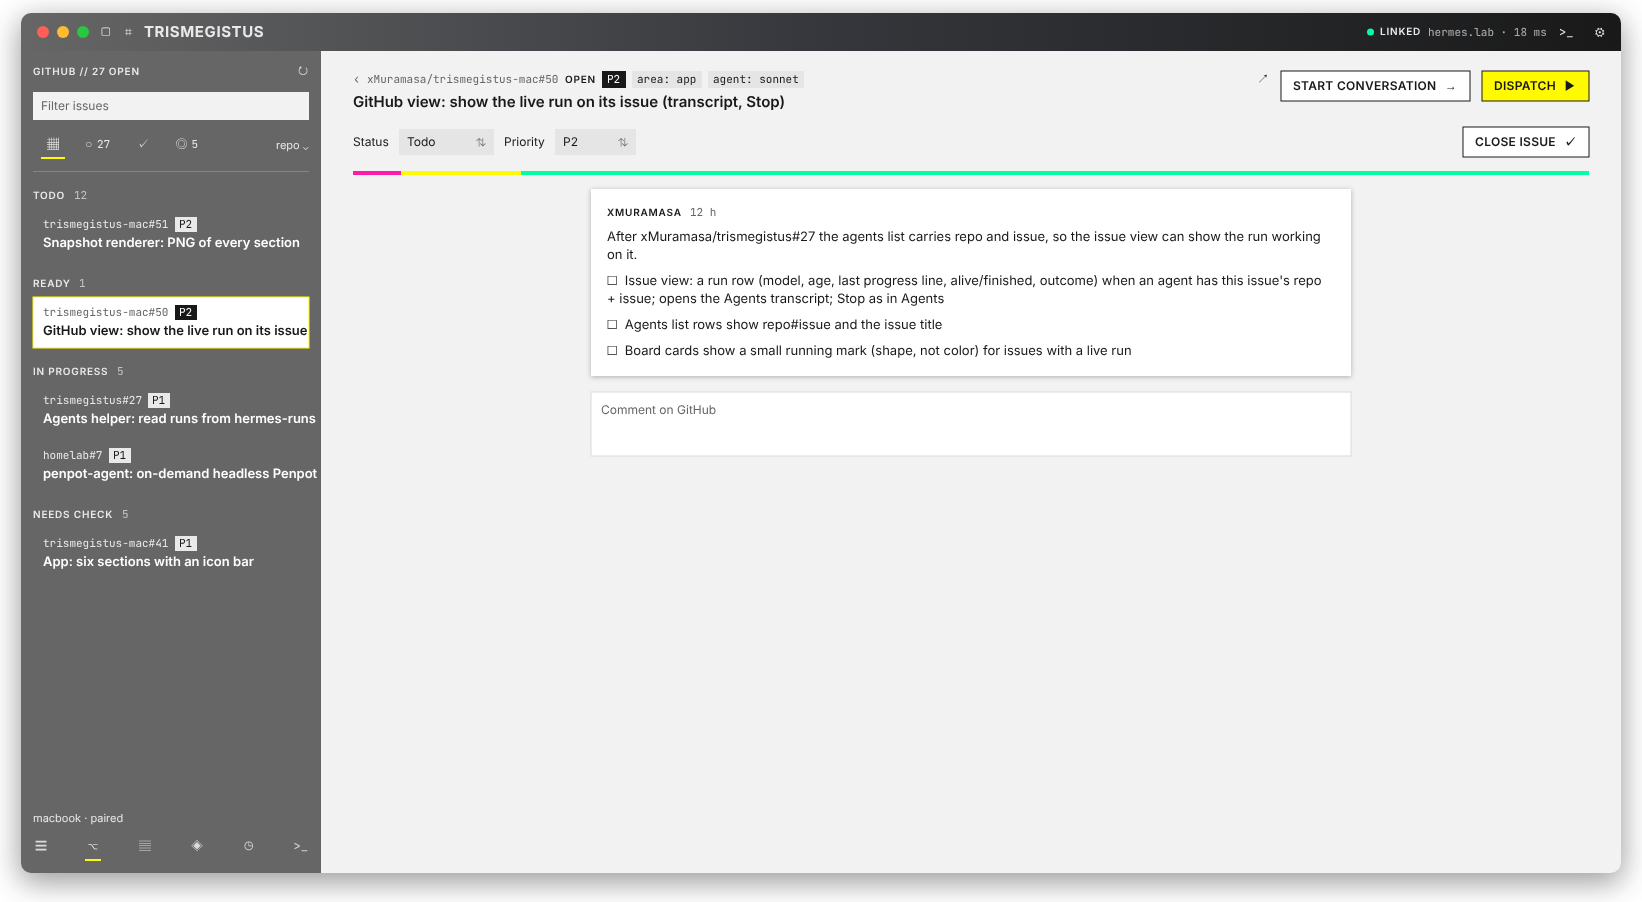 TRISMEGISTUS
LINKED hermes.lab · 18 ms >_
GITHUB // 27 OPEN
Filter issues
27
5
repo
TODO 12
trismegistus-mac#51 P2
Snapshot renderer: PNG of every section
READY 1
trismegistus-mac#50 P2
GitHub view: show the live run on its issue
IN PROGRESS 5
trismegistus#27 P1
Agents helper: read runs from hermes-runs
homelab#7 P1
penpot-agent: on-demand headless Penpot
NEEDS CHECK 5
trismegistus-mac#41 P1
App: six sections with an icon bar
macbook · paired
>_
‹ xMuramasa/trismegistus-mac#50 OPEN P2 area: app agent: sonnet
GitHub view: show the live run on its issue (transcript, Stop)
START CONVERSATION →
DISPATCH ▶
Status Todo Priority P2
CLOSE ISSUE ✓
XMURAMASA 12 h
After xMuramasa/trismegistus#27 the agents list carries repo and issue, so the issue view can show the run working
on it.
☐ Issue view: a run row (model, age, last progress line, alive/finished, outcome) when an agent has this issue's repo
+ issue; opens the Agents transcript; Stop as in Agents
☐ Agents list rows show repo#issue and the issue title
☐ Board cards show a small running mark (shape, not color) for issues with a live run
Comment on GitHub